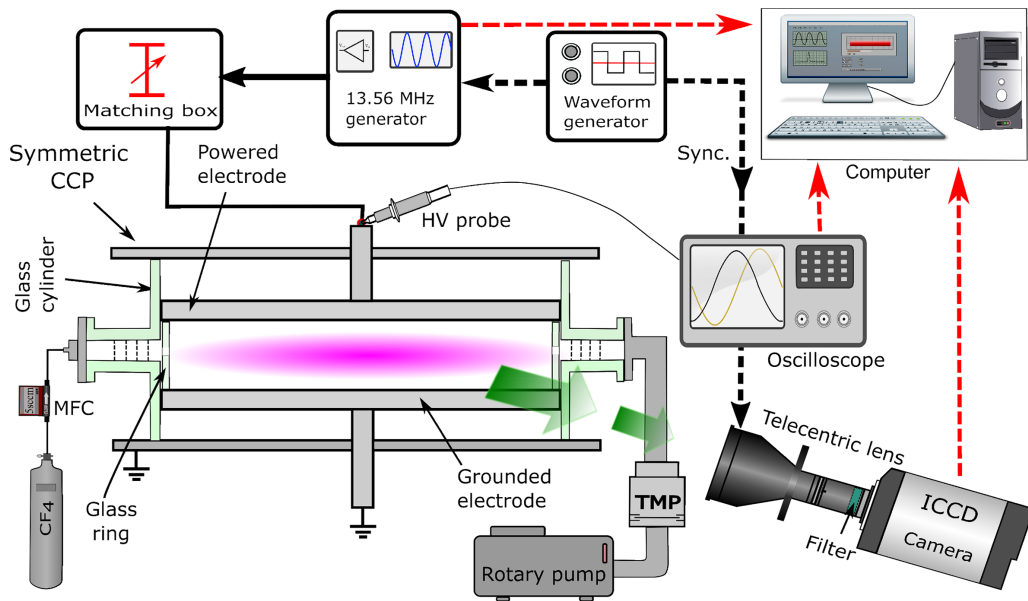 Matching box
13.56 MHz
generator
Waveform
generator
Computer
Sync.
Symmetric
CCP
Powered
electrode
HV probe
Glass
cylinder
Oscilloscope
5sccm
MFC
CF4
Glass
ring
Grounded
electrode
TMP
Rotary pump
Telecentric lens
Filter
ICCD
Camera